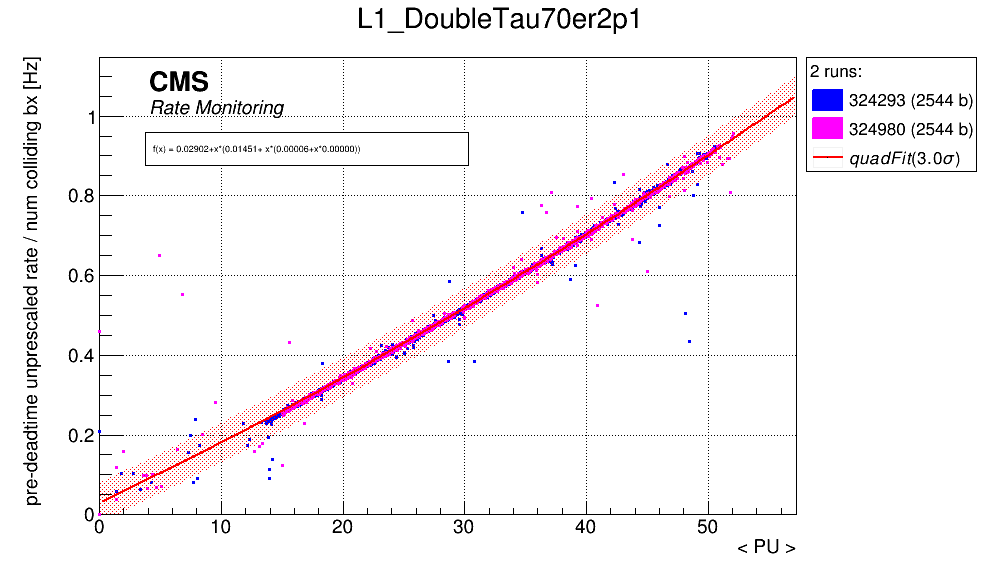 L1_DoubleTau70er2p1
pre-deadtime unprescaled rate / num colliding bx [Hz]
CMS
Rate Monitoring
f(x) = 0.02902+x*(0.01451+ x*(0.00006+x*0.00000))
2 runs:
324293 (2544 b)
324980 (2544 b)
quadFit(3.0σ)
1
0.8
0.6
0.4
0.2
0
0 10 20 30 40 50
< PU >